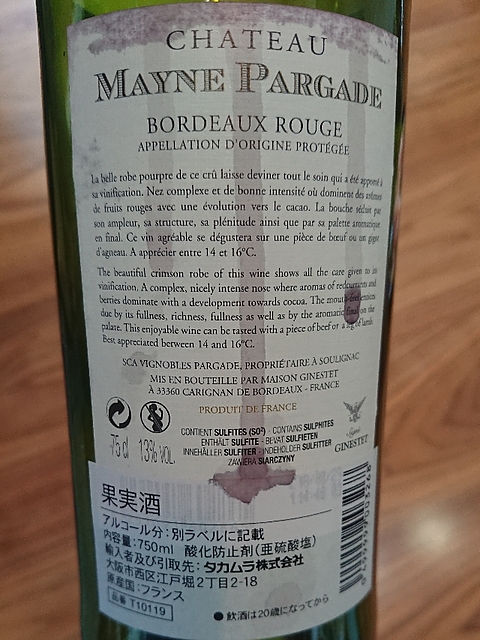 CHATEAU
MAYNE PARGADE
BORDEAUX ROUGE
APPELLATION D'ORIGINE PROTÉGÉE
La belle robe pourpre de ce crû laisse deviner tout le soin qui a été apporté à
sa vinification. Nez complexe et de bonne intensité où dominent des arômes
de fruits rouges avec une évolution vers le cacao. La bouche séduit par
son ampleur, sa structure, sa plénitude ainsi que par sa palette aromatique
en final. Ce vin agréable se dégustera sur une pièce de bœuf ou un gigot
d'agneau. A apprécier entre 14 et 16°C.
The beautiful crimson robe of this wine shows all the care given to its
vinification. A complex, nicely intense nose where aromas of redcurrants and
berries dominate with a development towards cocoa. The mouth
due by its fullness, richness, fullness as well as by the aromatic final on the
palate. This enjoyable wine can be tasted with a piece of beef or a leg of lamb.
Best appreciated between 14 and 16°C.
SCA VIGNOBLES PARGADE, PROPRIÉTAIRE À SOULIGNAC
MIS EN BOUTEILLE PAR MAISON GINESTET
À 33360 CARIGNAN DE BORDEAUX - FRANCE
PRODUIT DE FRANCE
75 cl 13% VOL.
CONTIENT SULFITES (SO²) - CONTAINS SULPHITES
ENTHÄLT SULFITE - BEVAT SULFIETEN
INNEHÅLLER SULFITER - INDEHOLDER SULFITTER
ZAWIERA SIARCZYNY
GINESTET
果実酒
アルコール分：別ラベルに記載
内容量：750ml 酸化防止剤（亜硫酸塩）
輸入者及び引取先：タカムラ株式会社
大阪市西区江戸堀2丁目2-18
原産国：フランス
品番 T10119
● 飲酒は20歳になってから